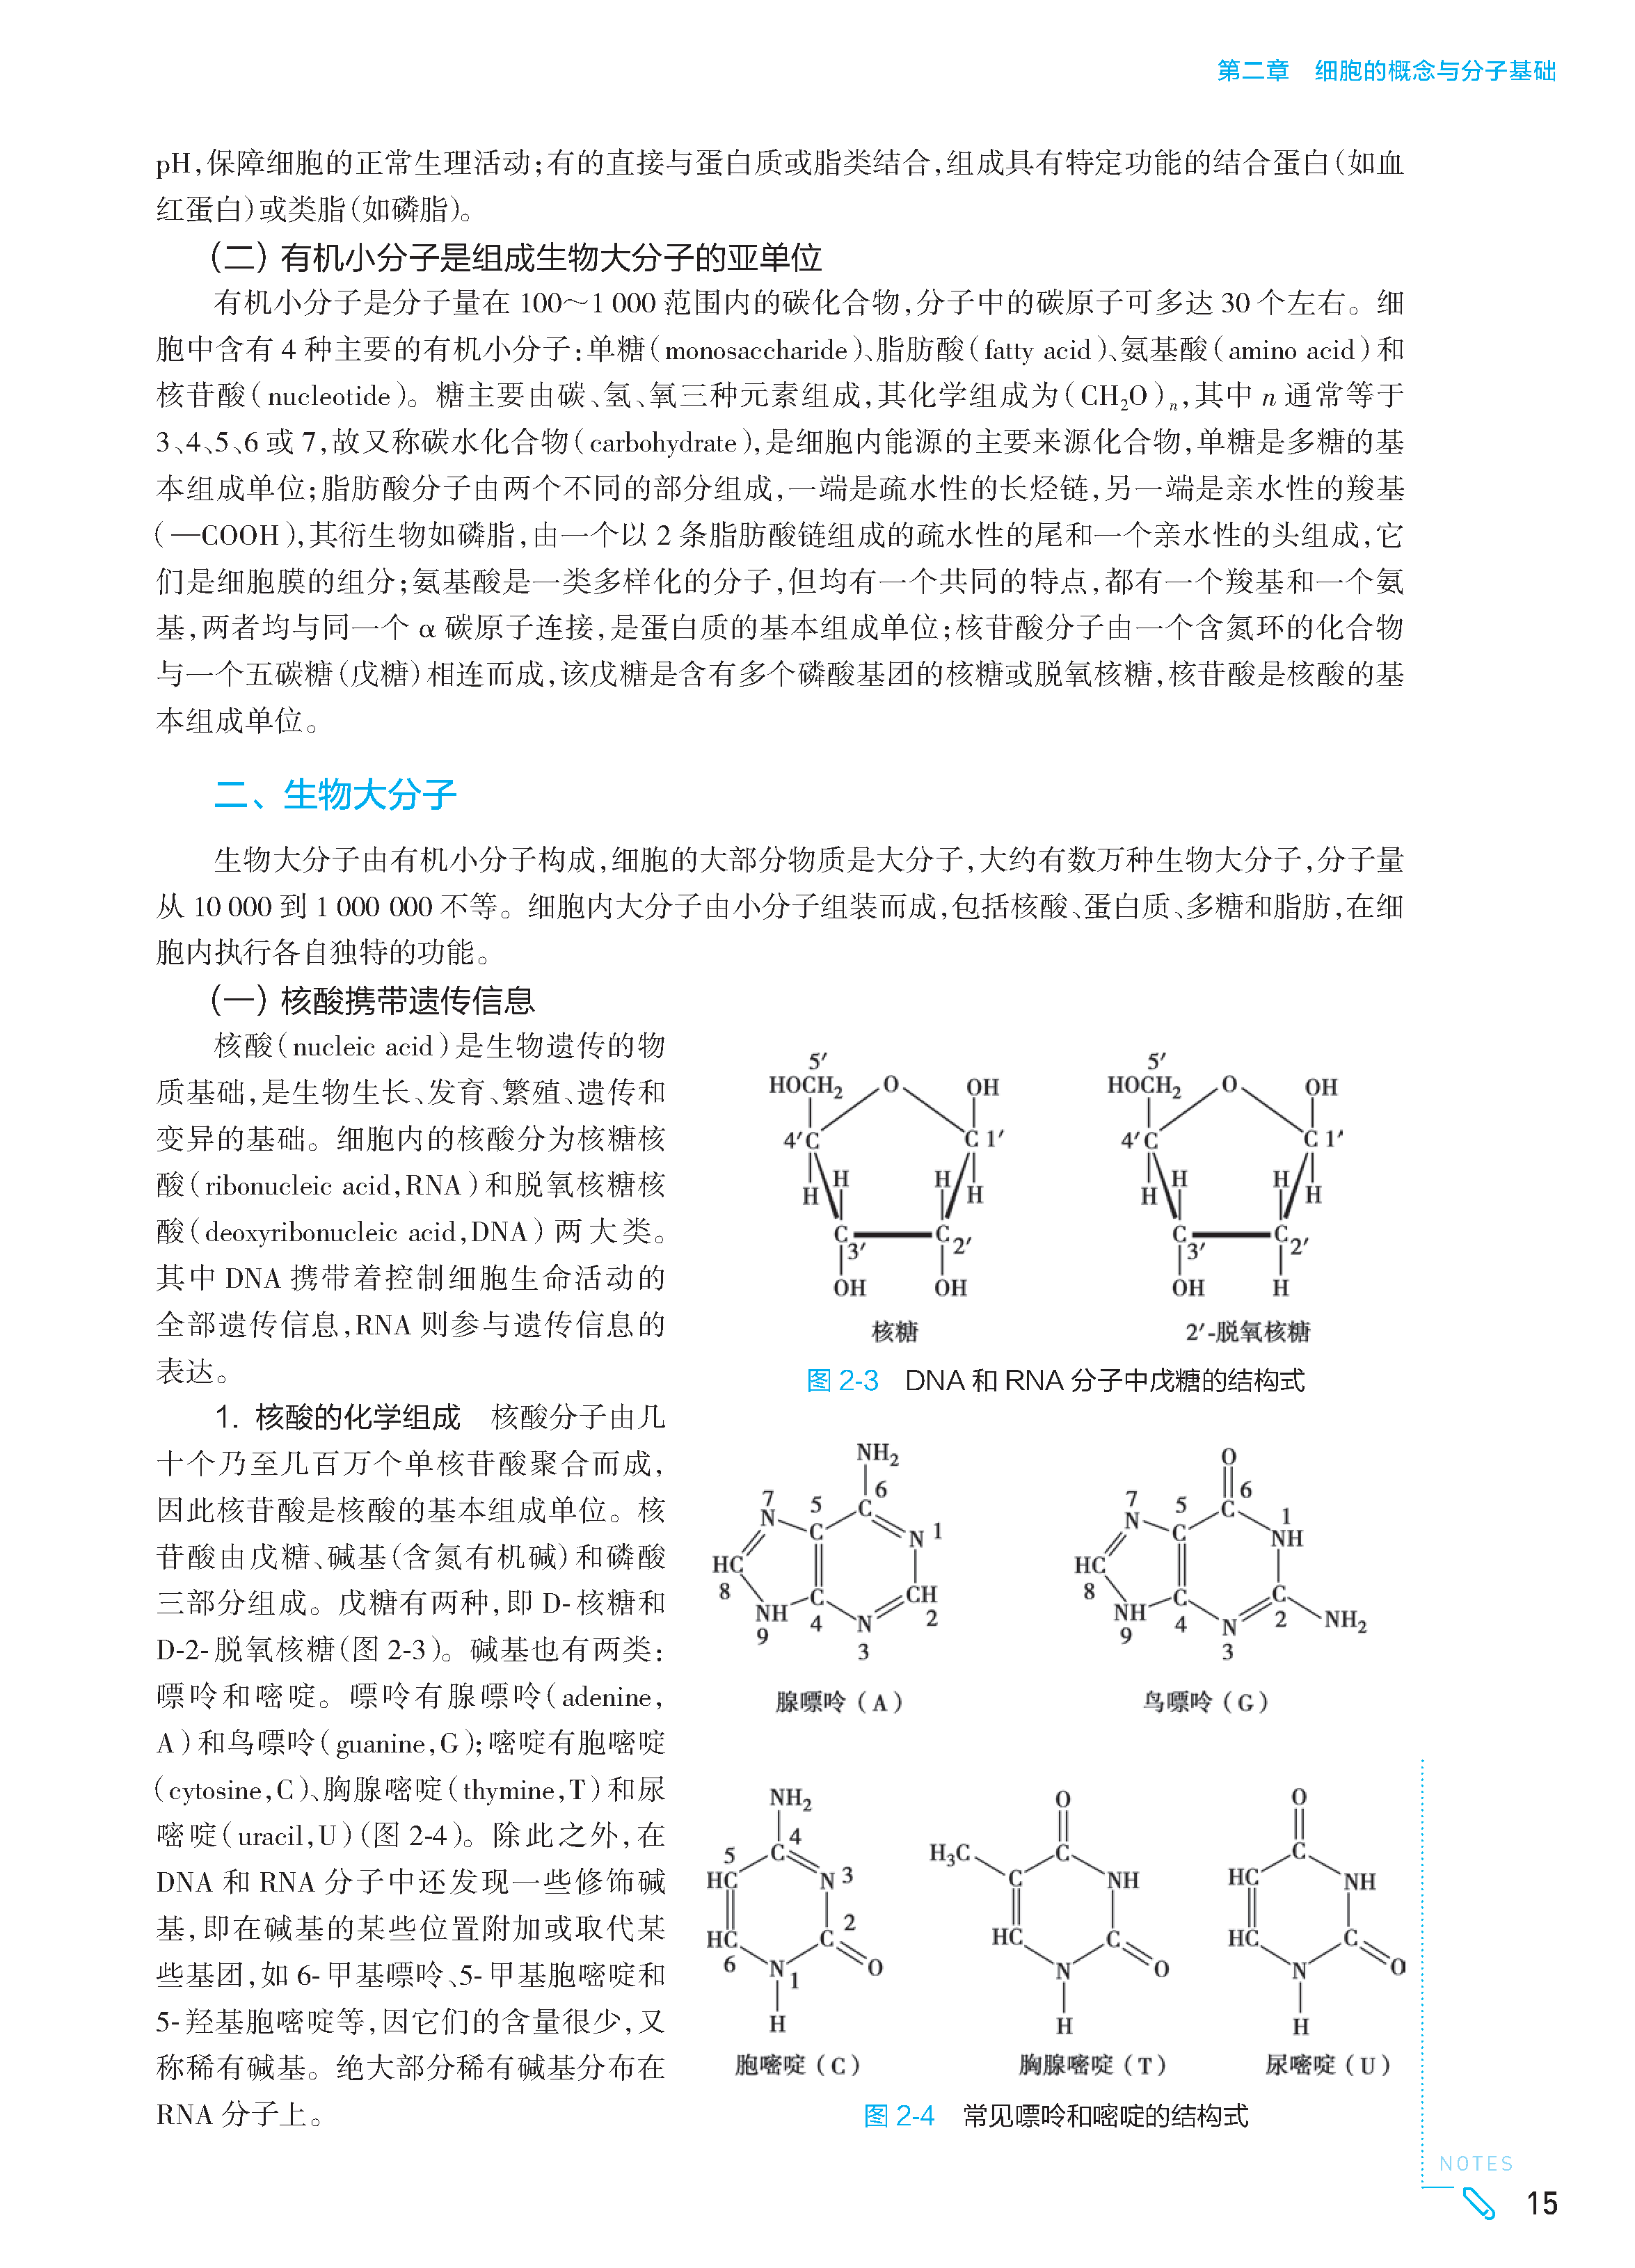 第二章　细胞的概念与分子基础
pH,保障细胞的正常生理活动;有的直接与蛋白质或脂类结合,组成具有特定功能的结合蛋白(如血
红蛋白)或类脂(如磷脂)。
(二) 有机小分子是组成生物大分子的亚单位
有机小分子是分子量在 100～1 000 范围内的碳化合物,分子中的碳原子可多达 30 个左右。细
胞中含有 4 种主要的有机小分子:单糖(monosaccharide)、脂肪酸(fatty acid)、氨基酸(amino acid)和
核苷酸(nucleotide)。糖主要由碳、氢、氧三种元素组成,其化学组成为(CH₂O)ₙ,其中 n 通常等于
3、4、5、6 或 7,故又称碳水化合物(carbohydrate),是细胞内能源的主要来源化合物,单糖是多糖的基
本组成单位;脂肪酸分子由两个不同的部分组成,一端是疏水性的长烃链,另一端是亲水性的羧基
(—COOH),其衍生物如磷脂,由一个以 2 条脂肪酸链组成的疏水性的尾和一个亲水性的头组成,它
们是细胞膜的组分;氨基酸是一类多样化的分子,但均有一个共同的特点,都有一个羧基和一个氨
基,两者均与同一个 α 碳原子连接,是蛋白质的基本组成单位;核苷酸分子由一个含氮环的化合物
与一个五碳糖(戊糖)相连而成,该戊糖是含有多个磷酸基团的核糖或脱氧核糖,核苷酸是核酸的基
本组成单位。
二、生物大分子
生物大分子由有机小分子构成,细胞的大部分物质是大分子,大约有数万种生物大分子,分子量
从 10 000 到 1 000 000 不等。细胞内大分子由小分子组装而成,包括核酸、蛋白质、多糖和脂肪,在细
胞内执行各自独特的功能。
(一) 核酸携带遗传信息
核酸(nucleic acid)是生物遗传的物
质基础,是生物生长、发育、繁殖、遗传和
变异的基础。细胞内的核酸分为核糖核
酸(ribonucleic acid,RNA)和脱氧核糖核
酸(deoxyribonucleic acid,DNA)两大类。
其中 DNA 携带着控制细胞生命活动的
全部遗传信息,RNA 则参与遗传信息的
表达。
1. 核酸的化学组成　核酸分子由几
十个乃至几百万个单核苷酸聚合而成,
因此核苷酸是核酸的基本组成单位。核
苷酸由戊糖、碱基(含氮有机碱)和磷酸
三部分组成。戊糖有两种,即 D-核糖和
D-2-脱氧核糖(图 2-3)。碱基也有两类:
嘌呤和嘧啶。嘌呤有腺嘌呤(adenine,
A)和鸟嘌呤(guanine,G);嘧啶有胞嘧啶
(cytosine,C)、胸腺嘧啶(thymine,T)和尿
嘧啶(uracil,U)(图 2-4)。除此之外,在
DNA 和 RNA 分子中还发现一些修饰碱
基,即在碱基的某些位置附加或取代某
些基团,如 6-甲基嘌呤、5-甲基胞嘧啶和
5-羟基胞嘧啶等,因它们的含量很少,又
称稀有碱基。绝大部分稀有碱基分布在
RNA 分子上。
5′ 5′
HOCH₂ O OH HOCH₂ O OH
4′C C 1′ 4′C C 1′
H H H H
H H H H
C C C C
3′ 2′ 3′ 2′
OH OH OH H
核糖 2′-脱氧核糖
图 2-3　DNA 和 RNA 分子中戊糖的结构式
NH₂ O
7 5 C 6 7 5 C 6 1
N C N 1 N C NH
HC HC
8 NH C 4 N CH 2 8 NH C 4 N C 2 NH₂
9 3 9 3
腺嘌呤（A） 鸟嘌呤（G）
NH₂ O O
5 C 4 H₃C C C
HC N 3 C NH HC NH
HC C 2 HC C HC C
6 N 1 O N O N O
H H H
胞嘧啶（C） 胸腺嘧啶（T） 尿嘧啶（U）
图 2-4　常见嘌呤和嘧啶的结构式
NOTES
15